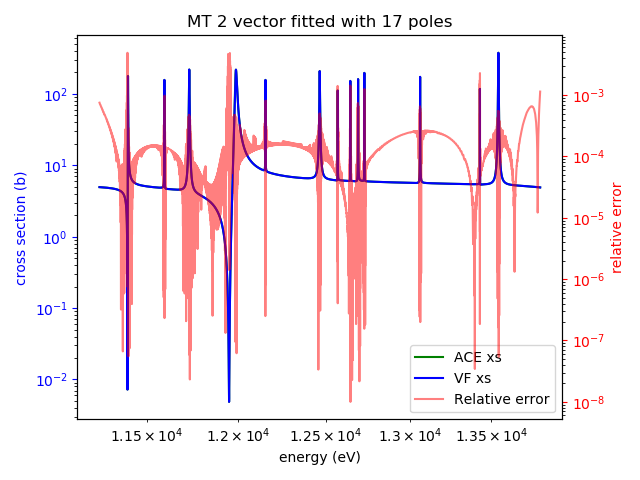 MT 2 vector fitted with 17 poles
10²
10¹
10⁰
10⁻¹
10⁻²
cross section (b)
10⁻³
10⁻⁴
10⁻⁵
10⁻⁶
10⁻⁷
10⁻⁸
relative error
ACE xs
VF xs
Relative error
1.15 × 10⁴ 1.2 × 10⁴ 1.25 × 10⁴ 1.3 × 10⁴ 1.35 × 10⁴
energy (eV)